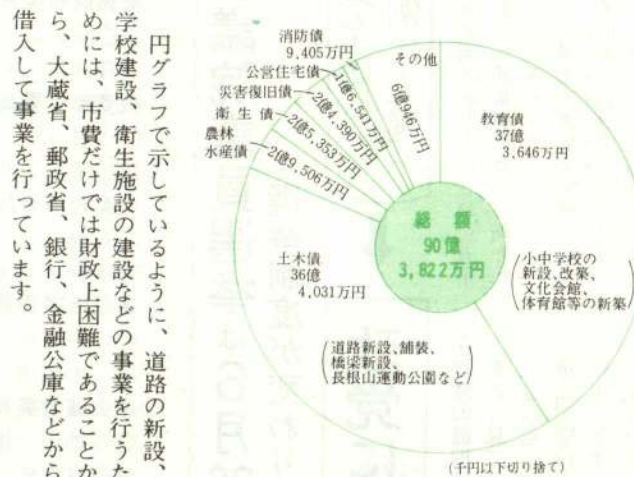 消防債
9,405万円
公営住宅債
1億6,541万円
災害復旧債
2億4,390万円
衛生債
2億5,353万円
農林
水産債
2億9,506万円
その他
6億946万円
教育債
37億
3,646万円
(小中学校の
新設、改築、
文化会館、
体育館等の新築)
総額
90億
3,822万円
土木債
36億
4,031万円
(道路新設、舗装、
橋梁新設、
長根山運動公園など)
(千円以下切り捨て)
円グラフで示しているように、道路の新設、
学校建設、衛生施設の建設などの事業を行うた
めには、市費だけでは財政上困難であることか
ら、大蔵省、郵政省、銀行、金融公庫などから
借入して事業を行っています。